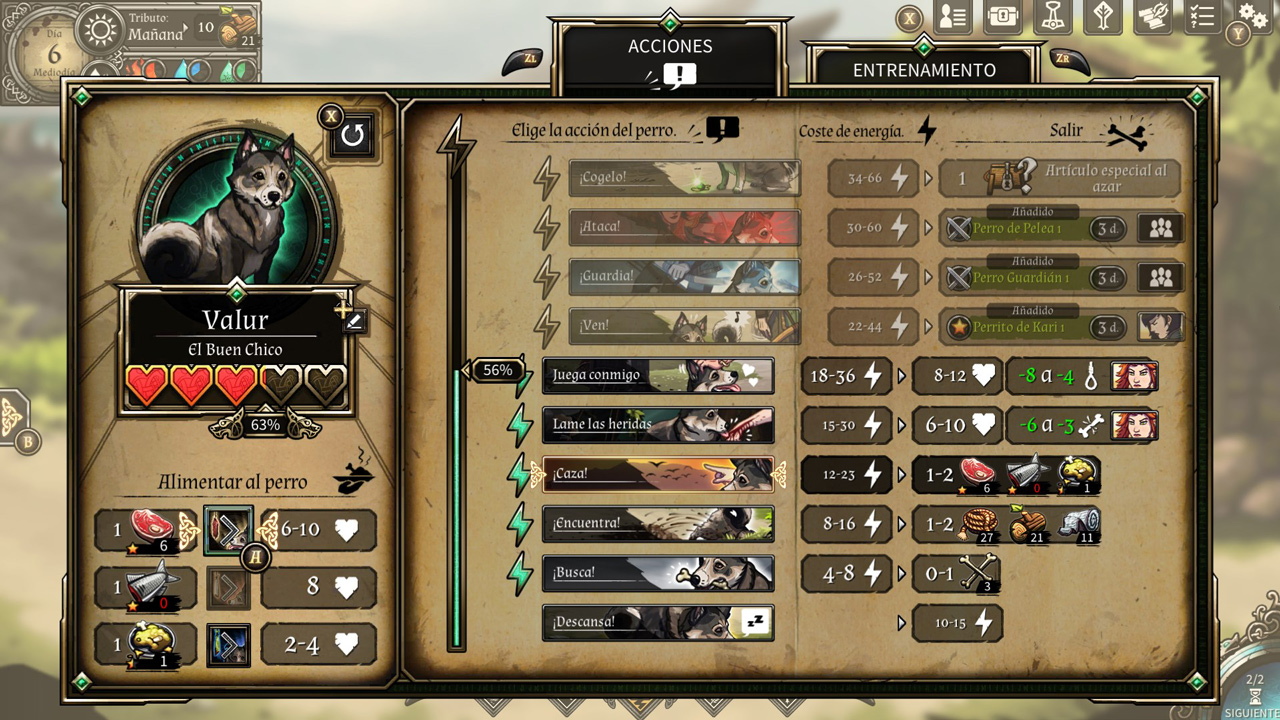 Día
6
Mediodía
Tributo:
Mañana
10
21
X
Y
ZL
ACCIONES
!
ENTRENAMIENTO
ZR
X
Valur
El Buen Chico
63%
B
Alimentar al perro
1 6 6-10
A
1 0 8
1 1 2-4
Elige la acción del perro. !
Coste de energía.
Salir
¡Cogelo! 34-66 1 ? Artículo especial al
azar
¡Ataca! 30-60 Añadido
Perro de Pelea 1 3 d.
¡Guardia! 26-52 Añadido
Perro Guardián 1 3 d.
¡Ven! 22-44 Añadido
Perrito de Kari 1 3 d.
56%
Juega conmigo 18-36 8-12 -8 a -4
Lame las heridas 15-30 6-10 -6 a -3
¡Caza! 12-23 1-2 6 0 1
¡Encuentra! 8-16 1-2 27 21 11
¡Busca! 4-8 0-1 3
¡Descansa! zZ 10-15
2/2
SIGUIENTE